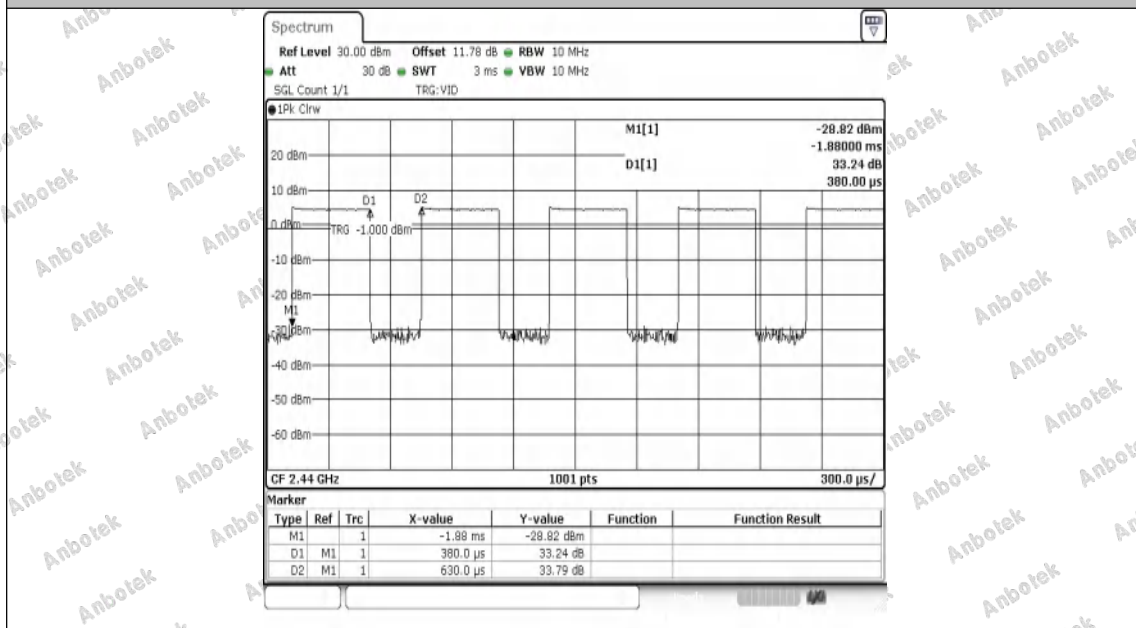 Spectrum
Ref Level 30.00 dBm Offset 11.78 dB RBW 10 MHz
Att 30 dB SWT 3 ms VBW 10 MHz
SGL Count 1/1 TRG:VID
1Pk Clrw
M1[1] -28.82 dBm
-1.88000 ms
20 dBm
D1[1] 33.24 dB
380.00 µs
10 dBm
D1 D2
0 dBm
TRG -1.000 dBm
-10 dBm
-20 dBm
M1
-30 dBm
-40 dBm
-50 dBm
-60 dBm
CF 2.44 GHz 1001 pts 300.0 µs/
Marker
Type Ref Trc X-value Y-value Function Function Result
M1 1 -1.88 ms -28.82 dBm
D1 M1 1 380.0 µs 33.24 dB
D2 M1 1 630.0 µs 33.79 dB
Anbotek